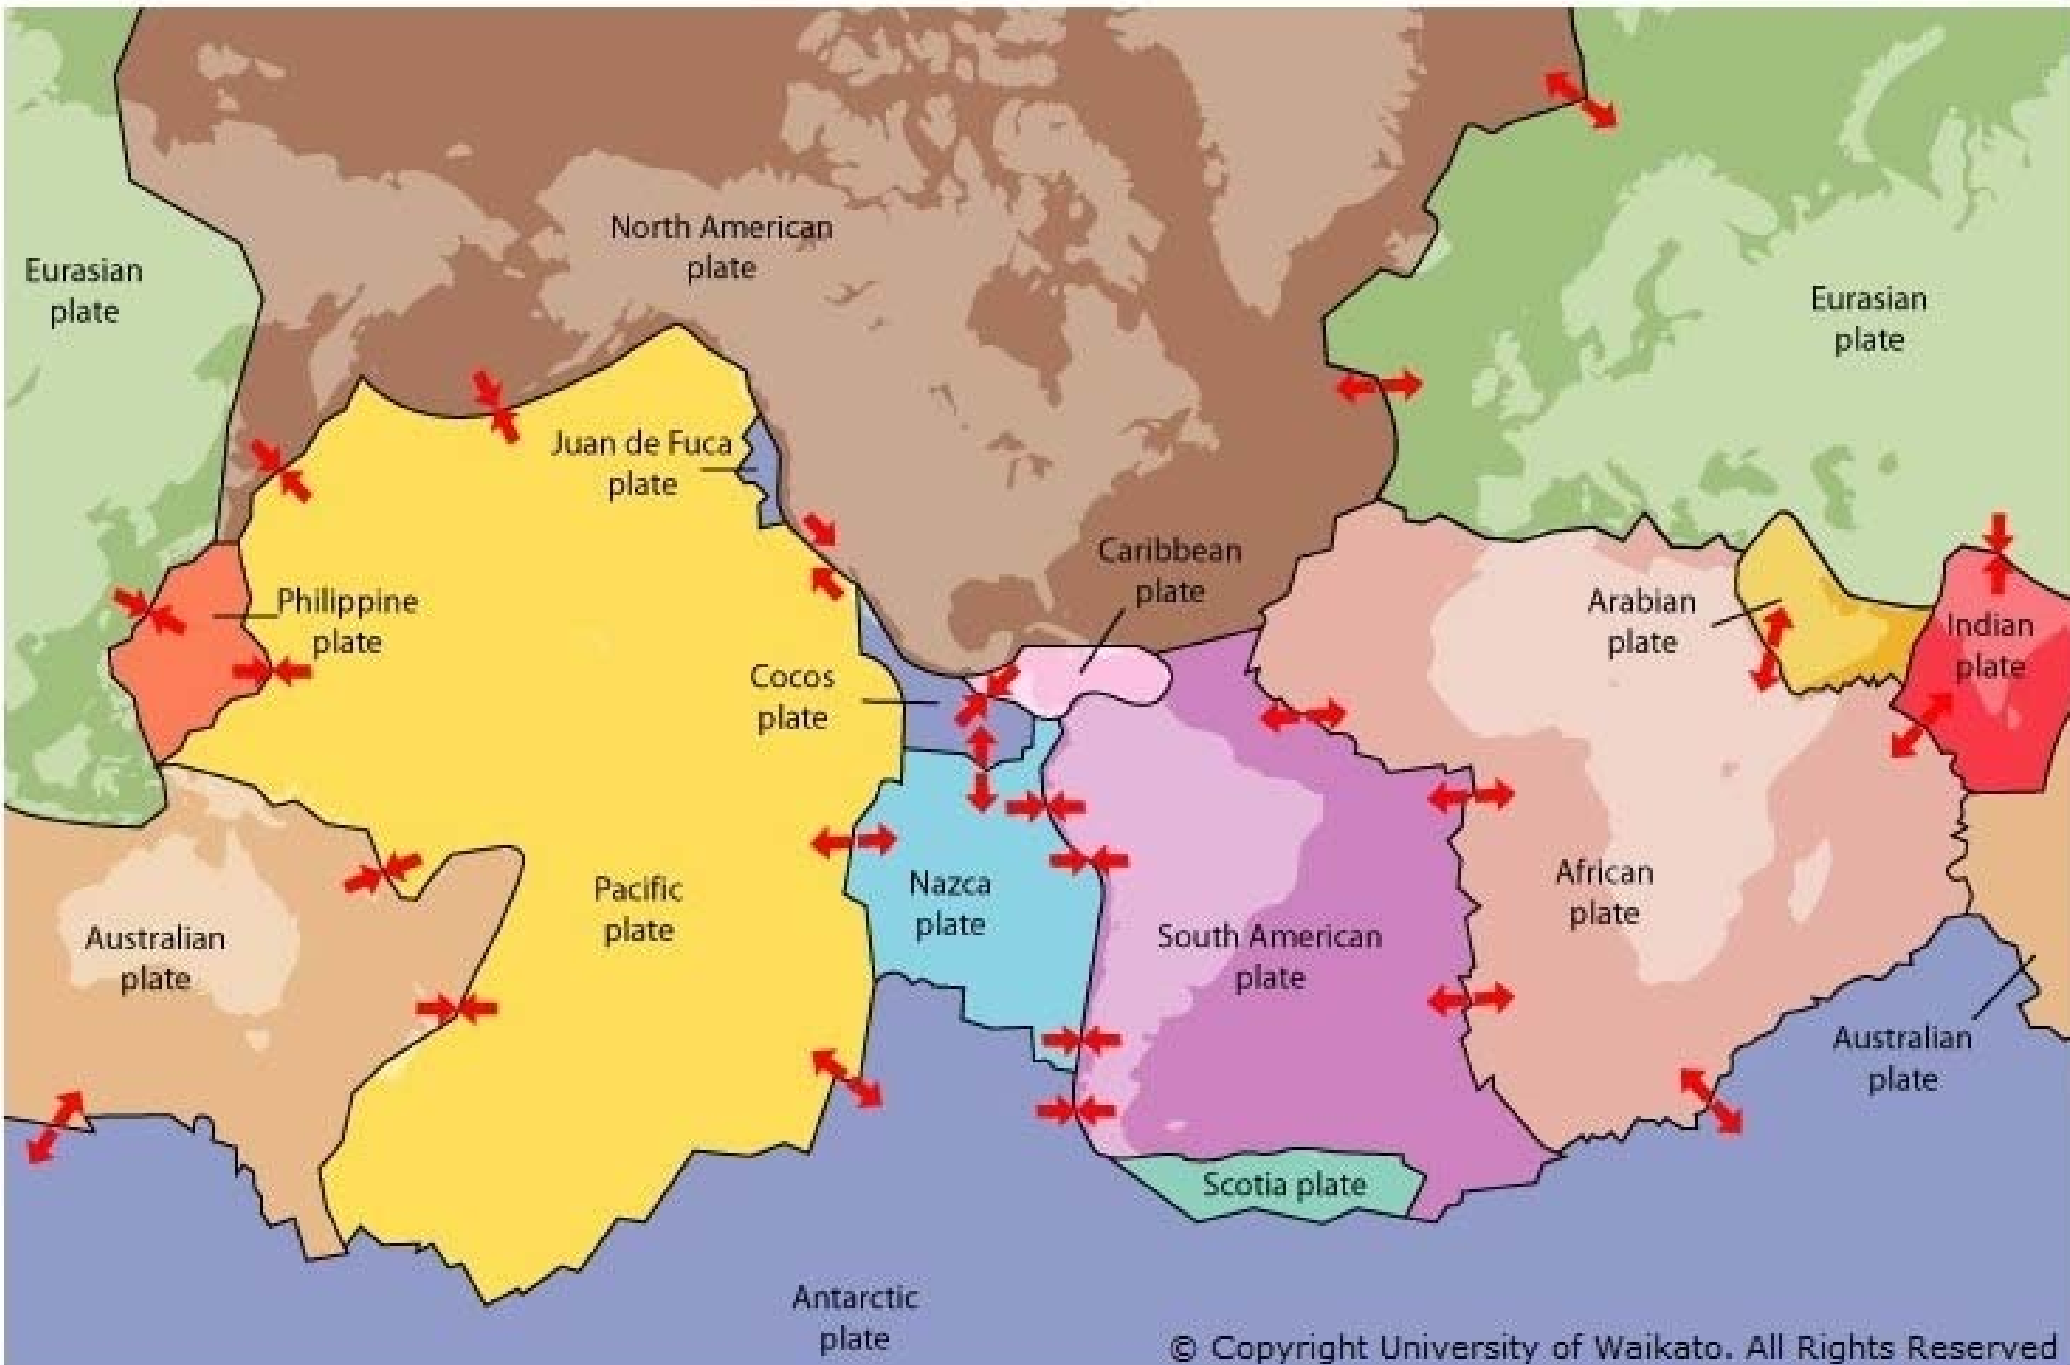 North American
plate
Eurasian
plate
Eurasian
plate
Juan de Fuca
plate
Caribbean
plate
Philippine
plate
Arabian
plate
Indian
plate
Cocos
plate
Pacific
plate
Nazca
plate
African
plate
Australian
plate
South American
plate
Australian
plate
Scotia plate
Antarctic
plate
© Copyright University of Waikato. All Rights Reserved